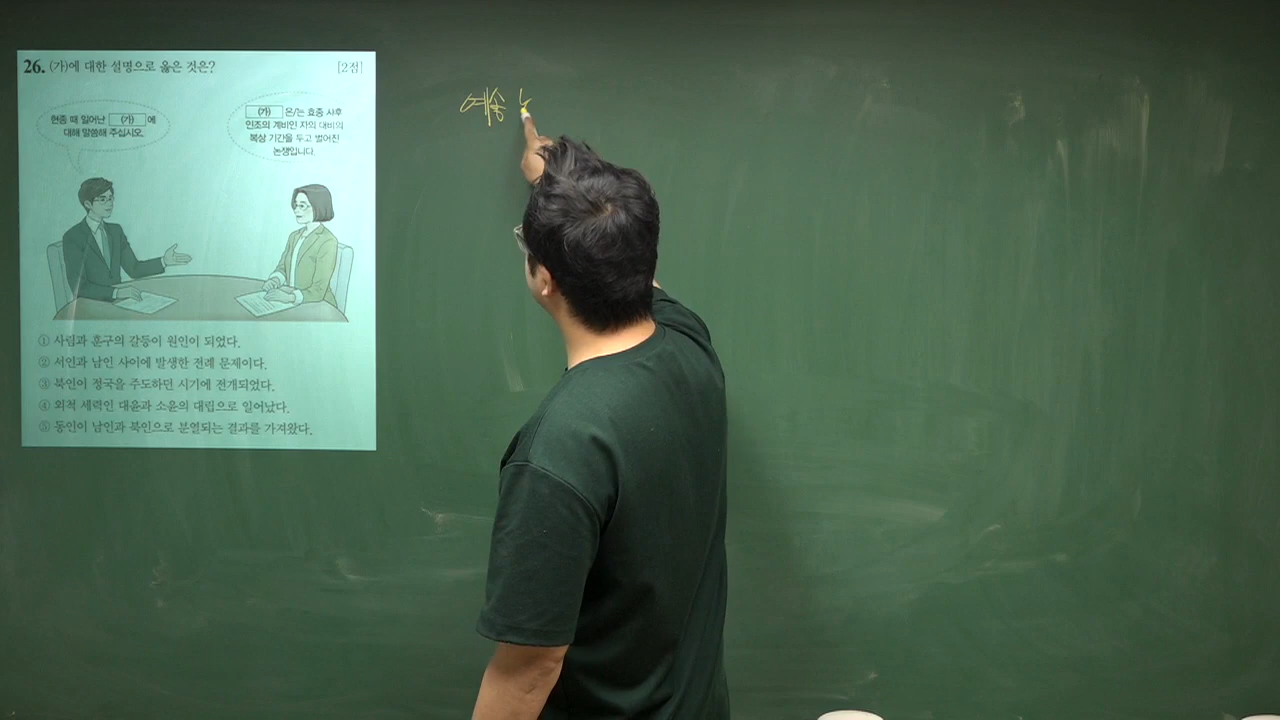 26. (가)에 대한 설명으로 옳은 것은? [2점]
현종 때 일어난 (가) 에
대해 말씀해 주십시오.
(가) 은/는 효종 사후
인조의 계비인 자의 대비의
복상 기간을 두고 벌어진
논쟁입니다.
① 사림과 훈구의 갈등이 원인이 되었다.
② 서인과 남인 사이에 발생한 전례 문제이다.
③ 북인이 정국을 주도하던 시기에 전개되었다.
④ 외척 세력인 대윤과 소윤의 대립으로 일어났다.
⑤ 동인이 남인과 북인으로 분열되는 결과를 가져왔다.
예송